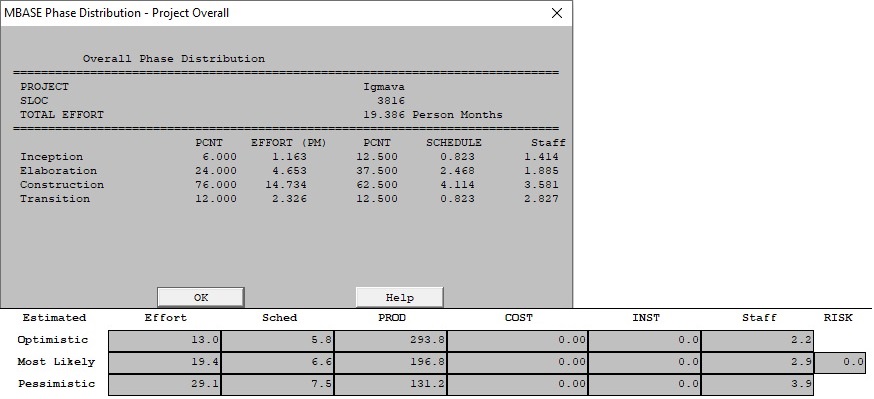 MBASE Phase Distribution - Project Overall
Overall Phase Distribution
PROJECT Igmava
SLOC 3816
TOTAL EFFORT 19.386 Person Months
PCNT EFFORT (PM) PCNT SCHEDULE Staff
Inception 6.000 1.163 12.500 0.823 1.414
Elaboration 24.000 4.653 37.500 2.468 1.885
Construction 76.000 14.734 62.500 4.114 3.581
Transition 12.000 2.326 12.500 0.823 2.827
OK Help
Estimated Effort Sched PROD COST INST Staff RISK
Optimistic 13.0 5.8 293.8 0.00 0.0 2.2
Most Likely 19.4 6.6 196.8 0.00 0.0 2.9 0.0
Pessimistic 29.1 7.5 131.2 0.00 0.0 3.9